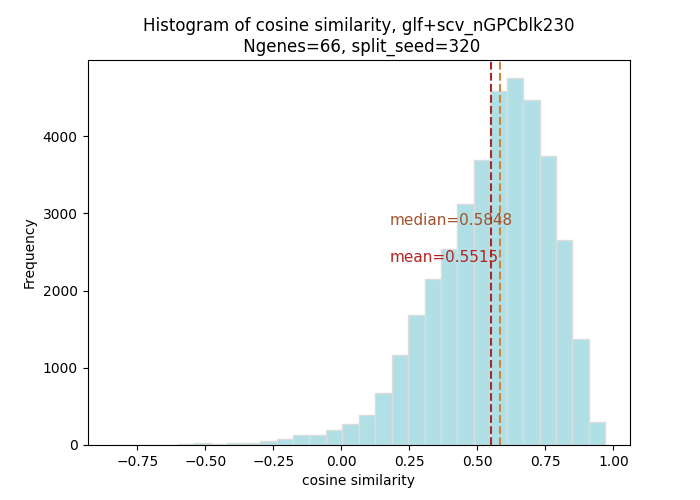 Histogram of cosine similarity, glf+scv_nGPCblk230
Ngenes=66, split_seed=320
Frequency
4000
3000
2000
1000
0
median=0.5848
mean=0.5515
−0.75 −0.50 −0.25 0.00 0.25 0.50 0.75 1.00
cosine similarity